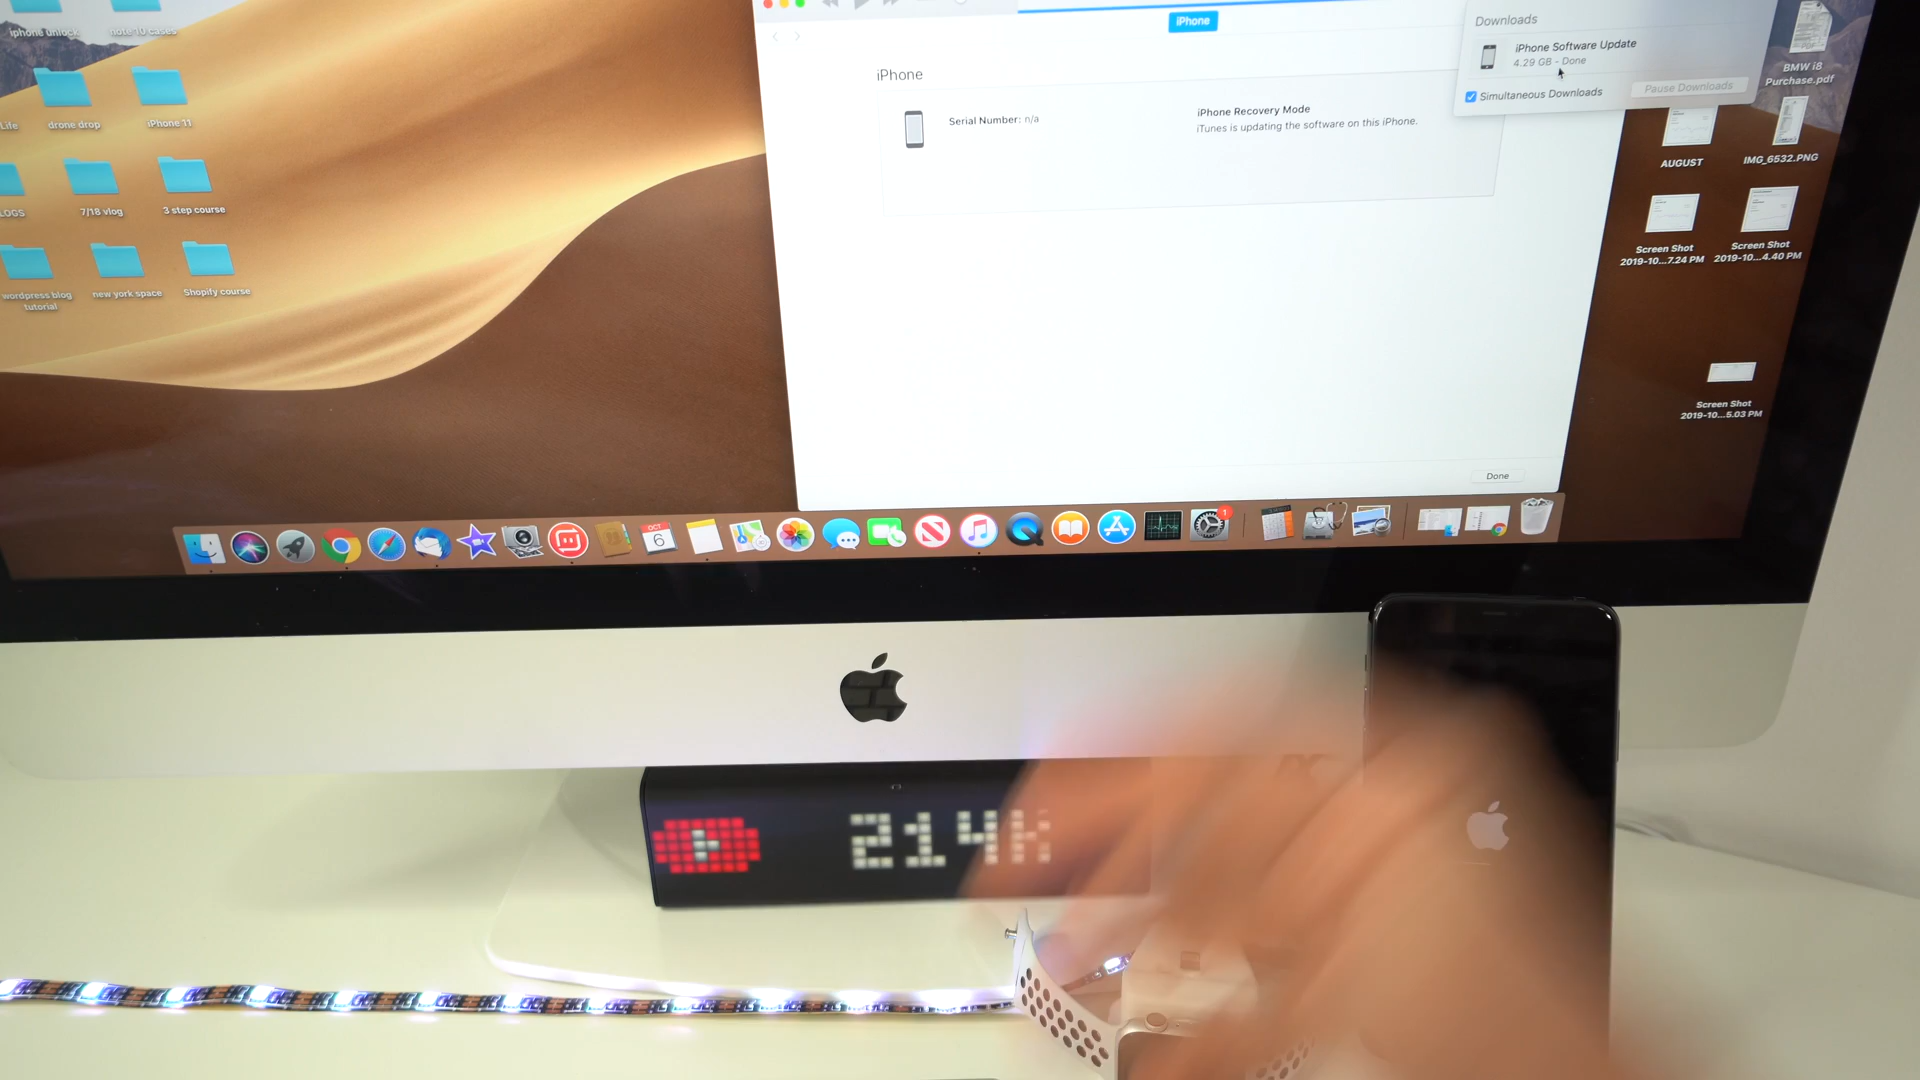 iphone unlock
note 10 cases
Life
drone drop
iPhone 11
LOGS
7/18 vlog
3 step course
wordpress blog
tutorial
new york space
Shopify course
iPhone
iPhone
Serial Number: n/a
iPhone Recovery Mode
iTunes is updating the software on this iPhone.
Done
Downloads
iPhone Software Update
4.29 GB - Done
Simultaneous Downloads
Pause Downloads
BMW i8
Purchase.pdf
AUGUST
IMG_6532.PNG
Screen Shot
2019-10...7.24 PM
Screen Shot
2019-10...4.40 PM
Screen Shot
2019-10...5.03 PM
OCT
6
1
214K